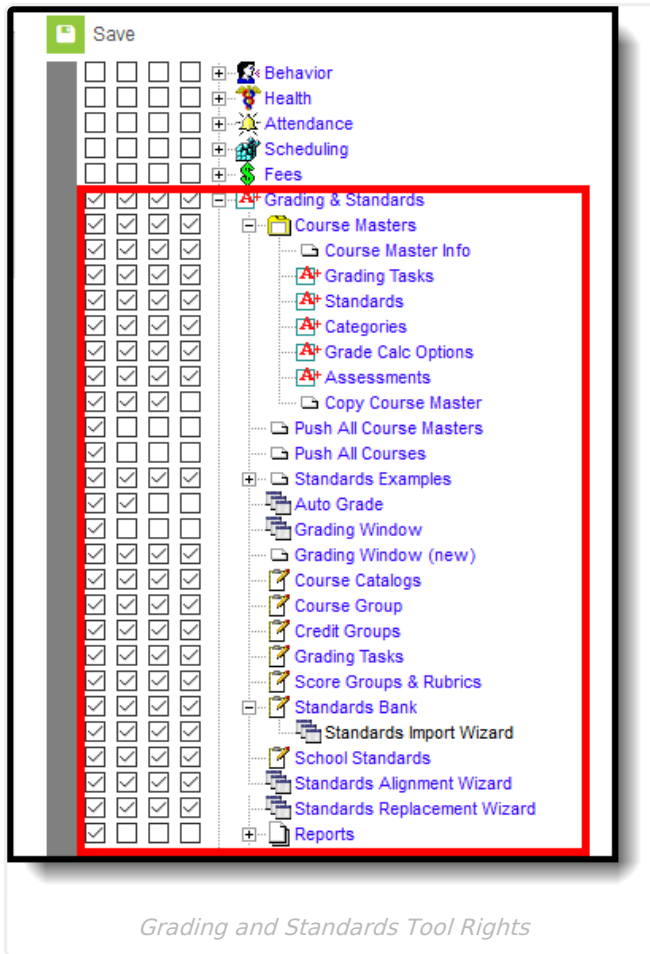 Save
Behavior
Health
Attendance
Scheduling
Fees
Grading & Standards
Course Masters
Course Master Info
Grading Tasks
Standards
Categories
Grade Calc Options
Assessments
Copy Course Master
Push All Course Masters
Push All Courses
Standards Examples
Auto Grade
Grading Window
Grading Window (new)
Course Catalogs
Course Group
Credit Groups
Grading Tasks
Score Groups & Rubrics
Standards Bank
Standards Import Wizard
School Standards
Standards Alignment Wizard
Standards Replacement Wizard
Reports
Grading and Standards Tool Rights